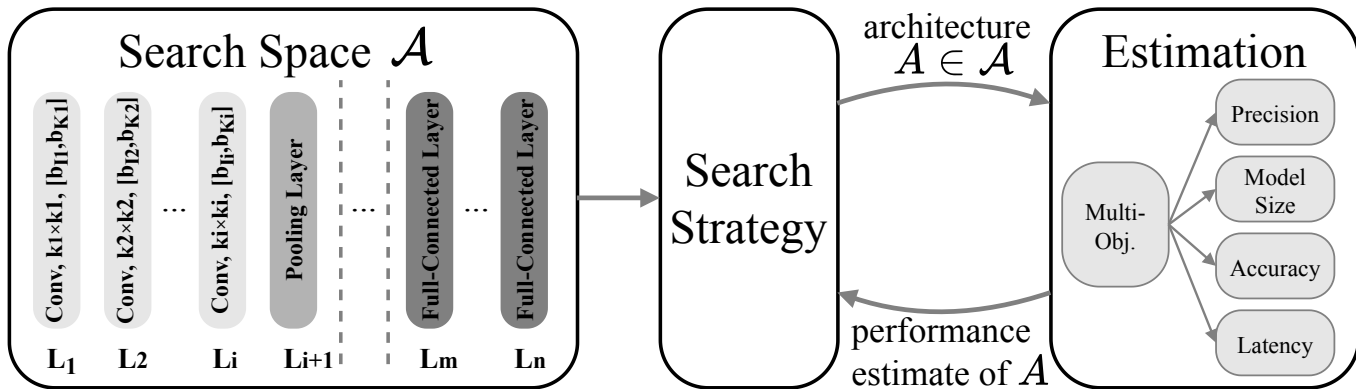 Search Space 𝒜
Conv, k1×k1, [bI1,bK1]
Conv, k2×k2, [bI2,bK2]
...
Conv, ki×ki, [bIi,bKi]
Pooling Layer
...
Full-Connected Layer
...
Full-Connected Layer
L1
L2
Li
Li+1
Lm
Ln
Search
Strategy
architecture
A ∈ 𝒜
performance
estimate of A
Estimation
Multi-
Obj.
Precision
Model
Size
Accuracy
Latency